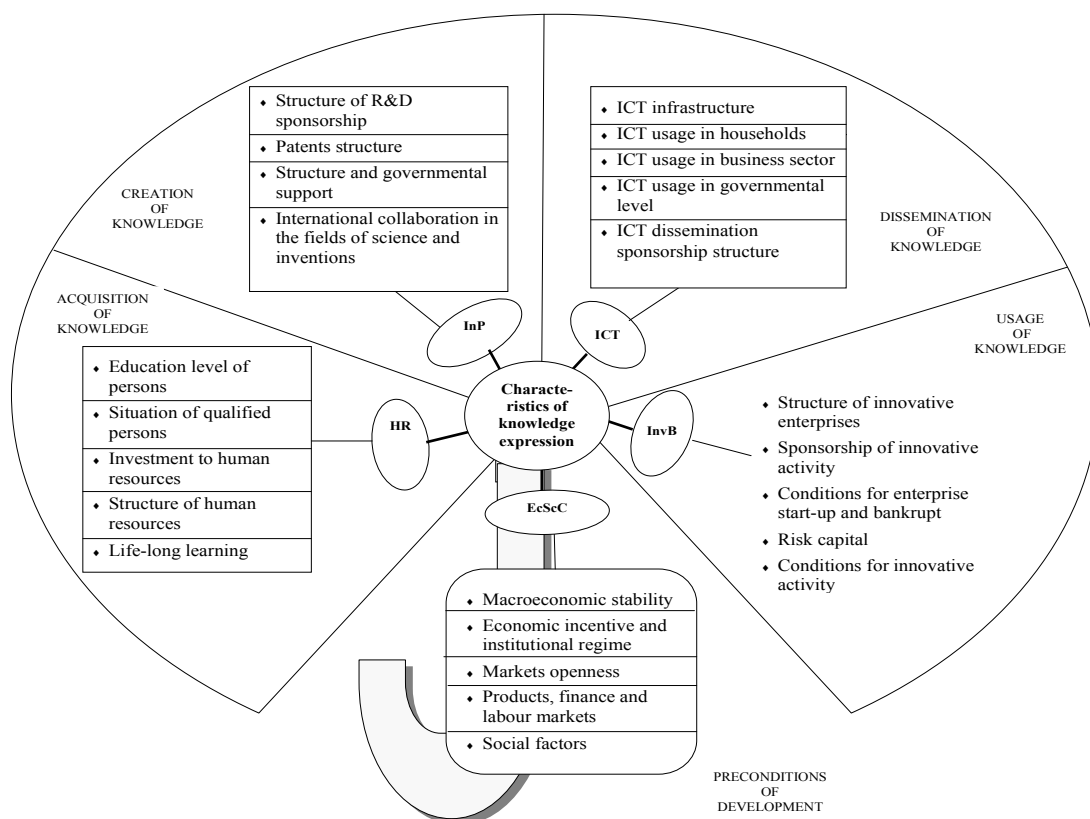 CREATION
OF
KNOWLEDGE
⬧ Structure of R&D
sponsorship
⬧ Patents structure
⬧ Structure and governmental
support
⬧ International collaboration in
the fields of science and
inventions
⬧ ICT infrastructure
⬧ ICT usage in households
⬧ ICT usage in business sector
⬧ ICT usage in governmental
level
⬧ ICT dissemination
sponsorship structure
DISSEMINATION
OF
KNOWLEDGE
ACQUISITION
OF
KNOWLEDGE
InP
ICT
USAGE
OF
KNOWLEDGE
⬧ Education level of
persons
⬧ Situation of qualified
persons
⬧ Investment to human
resources
⬧ Structure of human
resources
⬧ Life-long learning
HR
Characte-
ristics of
knowledge
expression
InvB
⬧ Structure of innovative
enterprises
⬧ Sponsorship of innovative
activity
⬧ Conditions for enterprise
start-up and bankrupt
⬧ Risk capital
⬧ Conditions for innovative
activity
EcScC
⬧ Macroeconomic stability
⬧ Economic incentive and
institutional regime
⬧ Markets openness
⬧ Products, finance and
labour markets
⬧ Social factors
PRECONDITIONS
OF
DEVELOPMENT